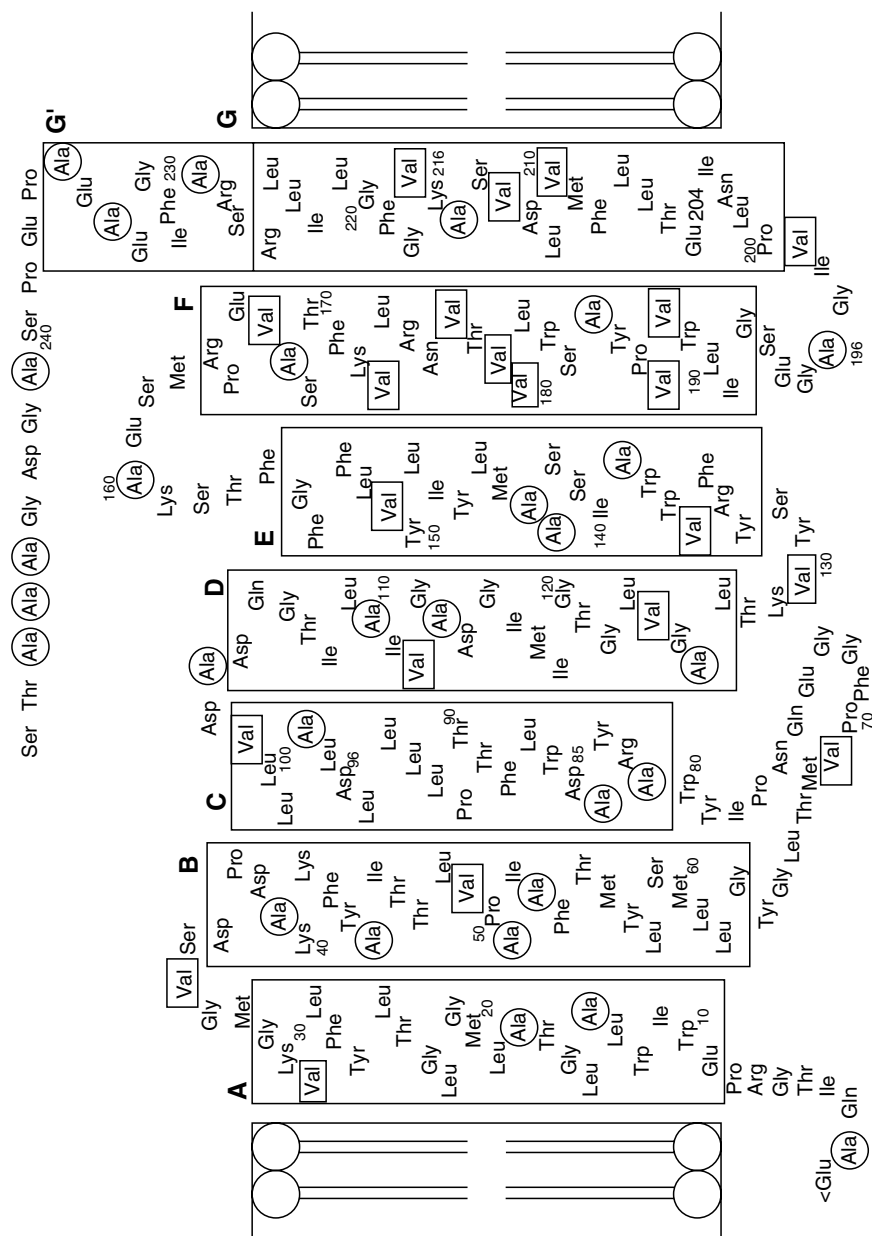 Ser Thr Ala Ala Ala Gly Asp Gly Ala 240 Ser Pro Glu Pro
A
<Glu Ala Gln Ile Thr Gly Arg Pro
Glu Trp 10 Ile Trp Leu Ala Leu Gly Thr Ala Leu Met 20 Gly Leu Gly Thr Leu Tyr Phe Leu Val Lys 30 Gly
Met Gly Val Ser
B
Asp Pro Asp Ala Lys 40 Lys Phe Tyr Ala Ile Thr Thr Leu Val Pro 50 Ala Ile Ala Phe Thr Met Tyr Leu Ser Met 60 Leu Leu Gly
Tyr Gly Leu Thr Met Val Pro 70 Phe Gly Gly Glu Gln Asn Pro Ile Tyr Trp 80
C
Ala Arg Tyr Ala Asp 85 Trp Leu Phe Thr Thr 90 Pro Leu Leu Leu Leu Asp 96 Leu Ala Leu Leu 100 Val
Asp Ala
D
Asp Gln Gly Thr Ile Leu Ala 110 Ile Val Gly Ala Asp Gly Ile Met Ile Gly 120 Thr Gly Leu Val Gly Ala Leu
Thr Lys Val 130 Tyr Ser
E
Tyr Arg Phe Val Trp Trp Ala Ile 140 Ser Ala Ala Ser Met Leu Tyr Ile Leu Tyr 150 Val Leu Phe Phe Gly
Phe Thr Ser Lys Ala 160 Glu Ser Met
F
Arg Pro Glu Val Ala Ser Thr 170 Phe Lys Val Leu Arg Asn Val Thr Val Val 180 Leu Trp Ser Ala Tyr Pro Val Val Trp Leu 190 Ile Gly
Ser Glu Gly Ala 196 Gly Ile Val
G
Pro 200 Leu Asn Ile Glu 204 Thr Leu Leu Phe Met Val 210 Leu Asp Val Ser Ala Lys 216 Val Gly Phe Gly 220 Leu Ile Leu Leu Arg
G'
Ser Arg Ala Ile Phe 230 Gly Glu Ala Glu Ala